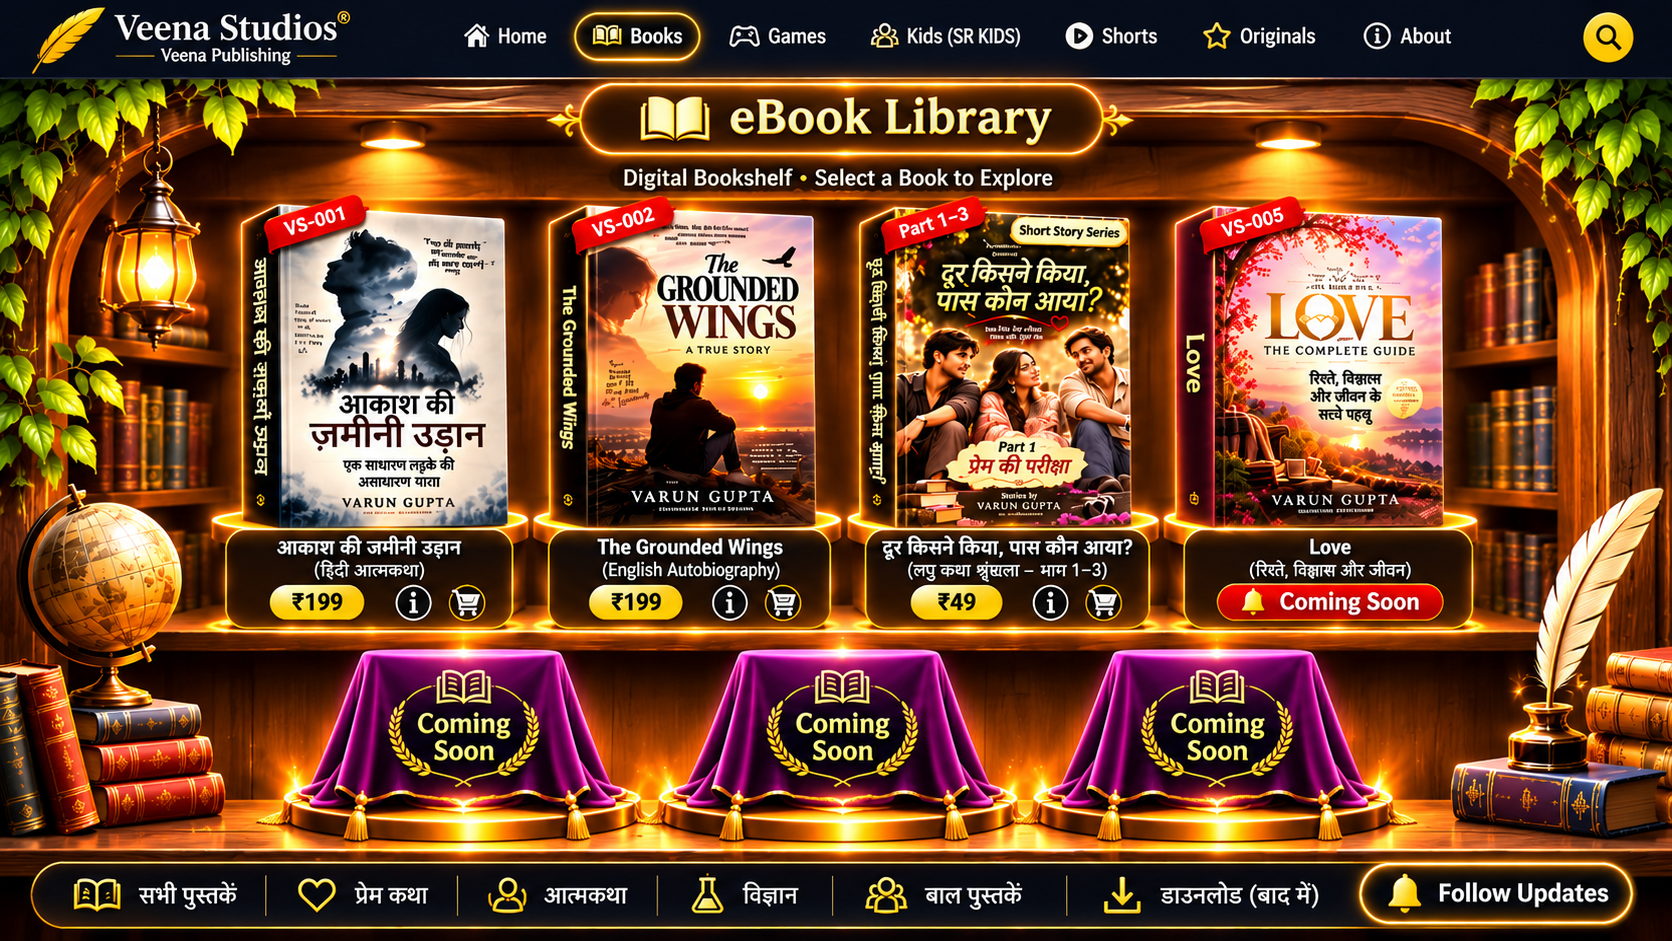 Veena Studios®
Veena Publishing
Home
Books
Games
Kids (SR KIDS)
Shorts
Originals
About
eBook Library
Digital Bookshelf • Select a Book to Explore
VS-001
आकाश की
ज़मीनी उड़ान
एक साधारण लड़के की
असाधारण
VARUN GUPTA
VS-002
The Grounded Wings
The
GROUNDED
WINGS
A TRUE STORY
VARUN GUPTA
Part 1-3
Short Story Series
दूर किसने किया,
पास कौन आया?
Part 1
प्रेम की परीक्षा
Stories by
VARUN GUPTA
VS-005
Love
LOVE
THE COMPLETE GUIDE
और जीवन के
VARUN GUPTA
आकाश की जमीनी उड़ान
(हिंदी आत्मकथा)
₹199
The Grounded Wings
(English Autobiography)
₹199
दूर किसने किया, पास कौन आया?
कथा – 1-3)
₹49
Love
और जीवन)
Coming Soon
Coming
Soon
Coming
Soon
Coming
Soon
सभी पुस्तकें
प्रेम कथा
आत्मकथा
विज्ञान
बाल पुस्तकें
डाउनलोड (बाद में)
Follow Updates